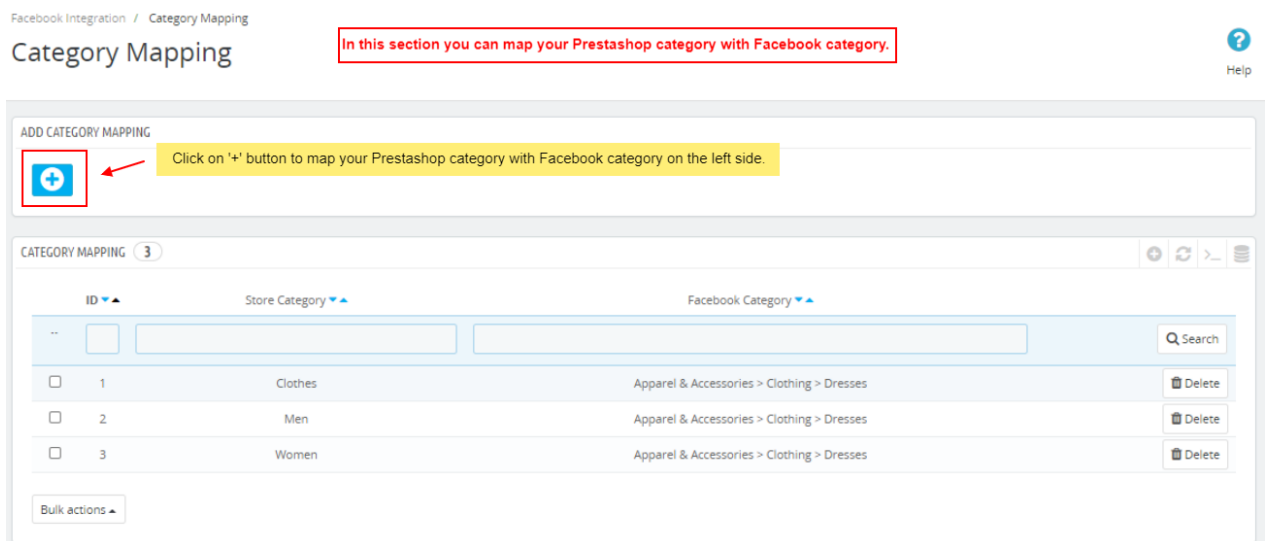 Facebook Integration / Category Mapping
Category Mapping
In this section you can map your Prestashop category with Facebook category.
Help
ADD CATEGORY MAPPING
Click on '+' button to map your Prestashop category with Facebook category on the left side.
CATEGORY MAPPING 3
ID Store Category Facebook Category
-- Search
1 Clothes Apparel & Accessories > Clothing > Dresses Delete
2 Men Apparel & Accessories > Clothing > Dresses Delete
3 Women Apparel & Accessories > Clothing > Dresses Delete
Bulk actions